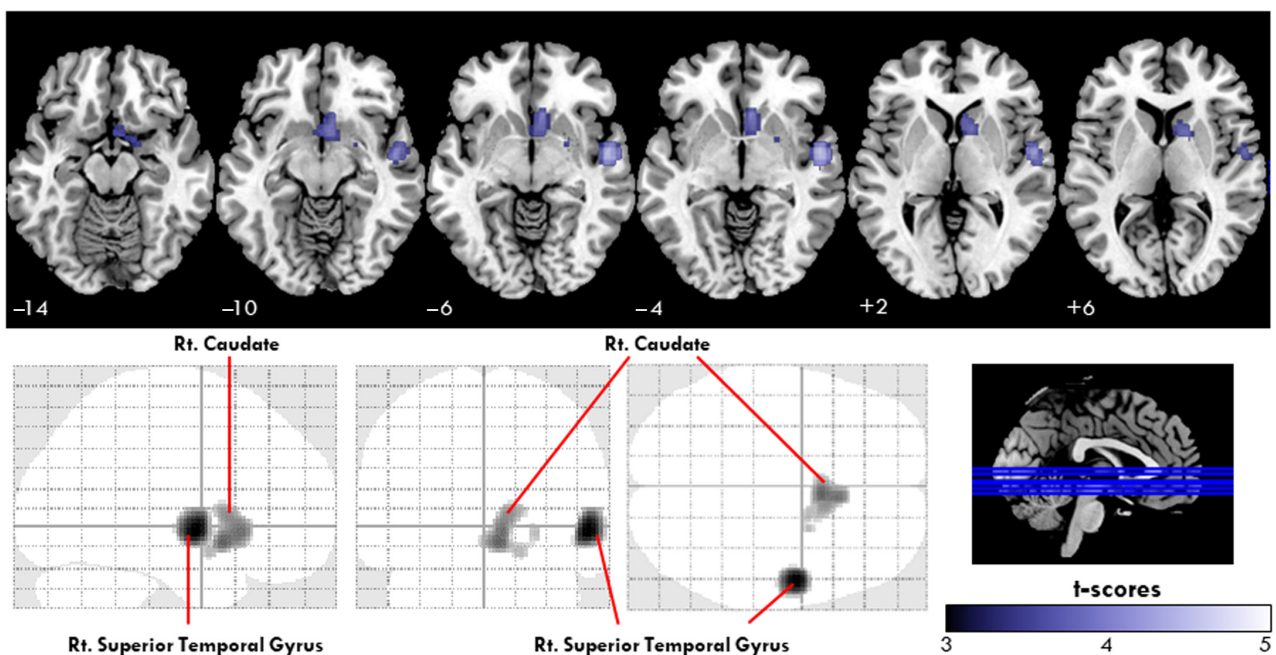 −14 −10 −6 −4 +2 +6
Rt. Caudate Rt. Caudate
t-scores
Rt. Superior Temporal Gyrus Rt. Superior Temporal Gyrus
3 4 5